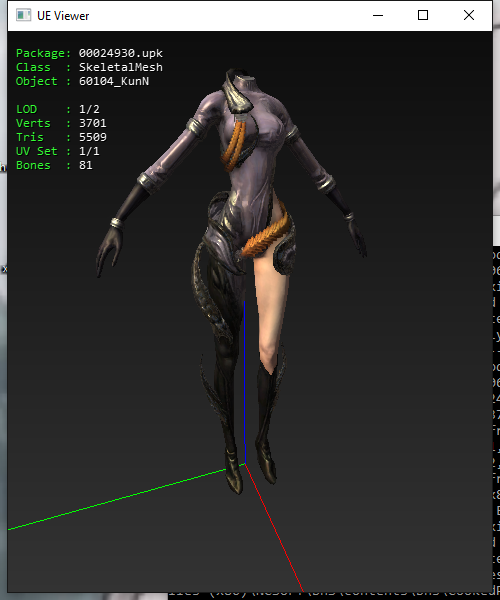 UE Viewer
Package: 00024930.upk
Class  : SkeletalMesh
Object : 60104_KunN
LOD    : 1/2
Verts  : 3701
Tris   : 5509
UV Set : 1/1
Bones  : 81